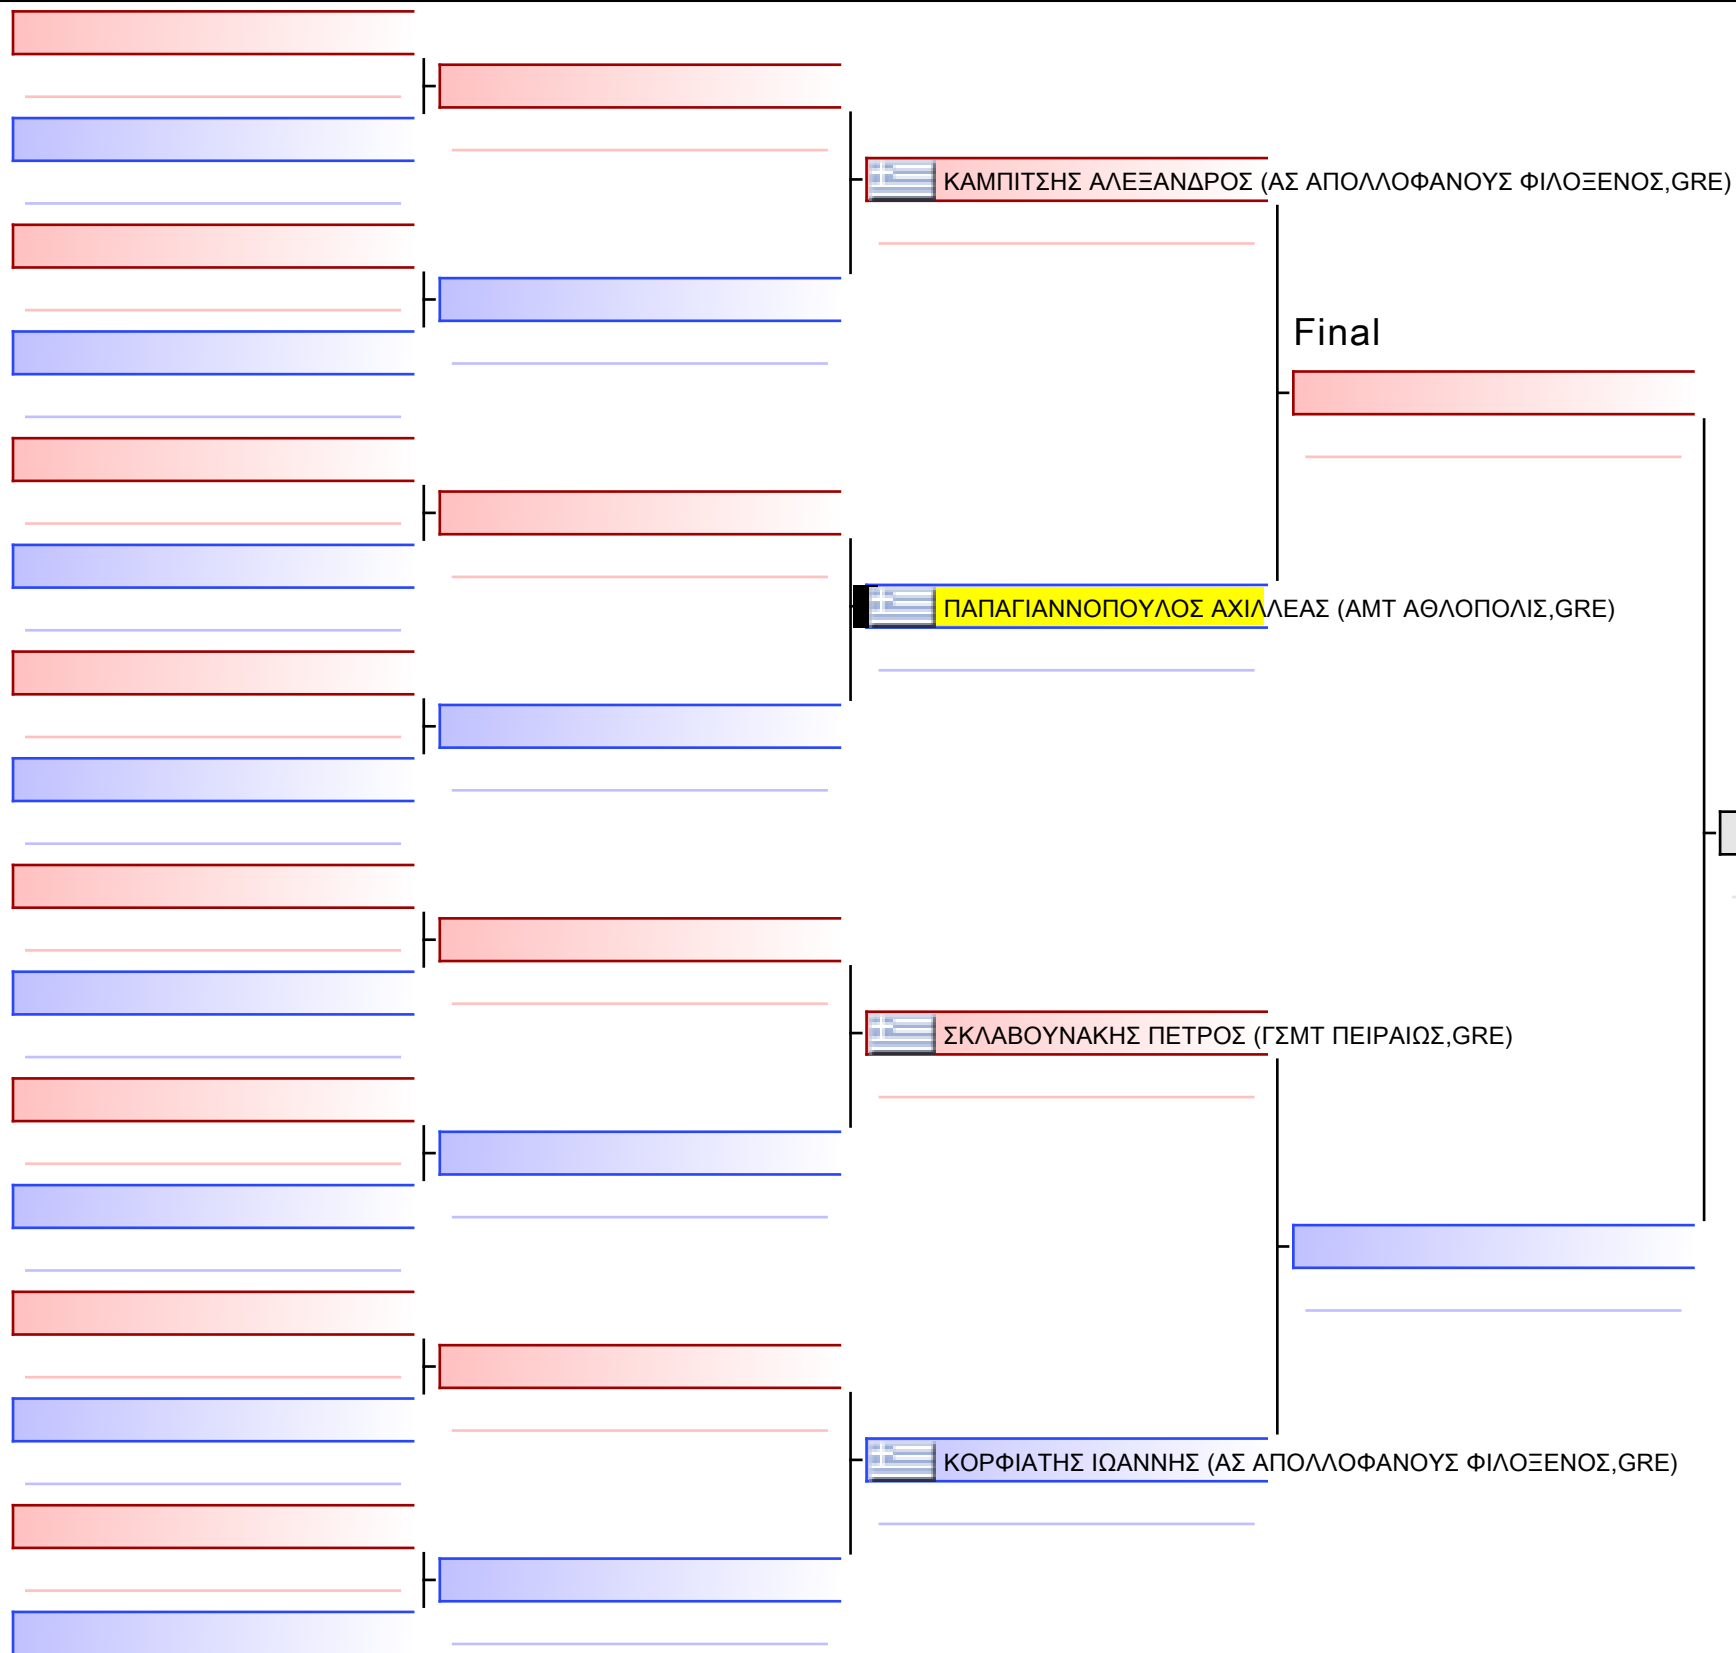 ΚΑΜΠΙΤΣΗΣ ΑΛΕΞΑΝΔΡΟΣ (ΑΣ ΑΠΟΛΛΟΦΑΝΟΥΣ ΦΙΛΟΞΕΝΟΣ,GRE)
Final
ΠΑΠΑΓΙΑΝΝΟΠΟΥΛΟΣ ΑΧΙΛΛΕΑΣ (ΑΜΤ ΑΘΛΟΠΟΛΙΣ,GRE)
ΣΚΛΑΒΟΥΝΑΚΗΣ ΠΕΤΡΟΣ (ΓΣΜΤ ΠΕΙΡΑΙΩΣ,GRE)
ΚΟΡΦΙΑΤΗΣ ΙΩΑΝΝΗΣ (ΑΣ ΑΠΟΛΛΟΦΑΝΟΥΣ ΦΙΛΟΞΕΝΟΣ,GRE)